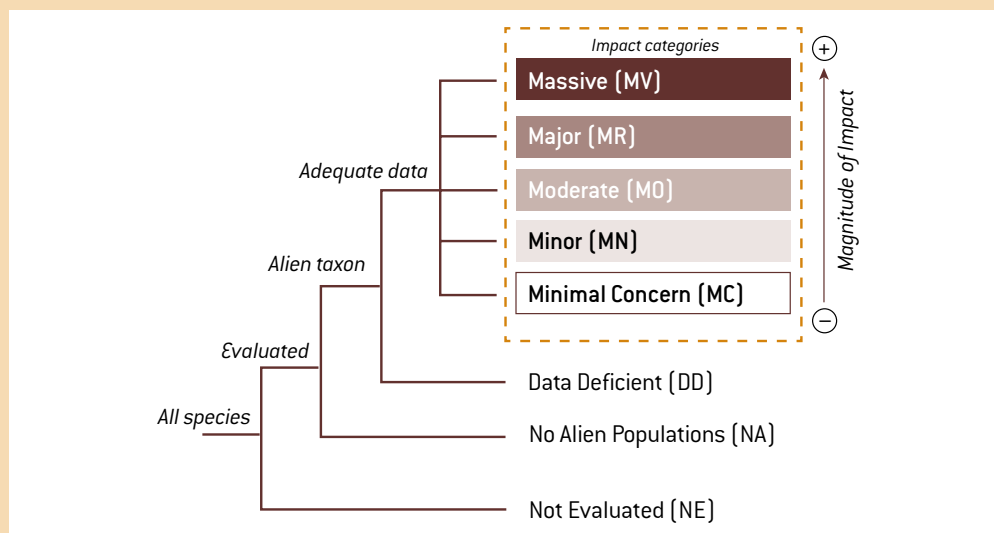 Impact categories
Massive (MV)
Major (MR)
Adequate data
Moderate (MO)
Minor (MN)
Alien taxon
Minimal Concern (MC)
Magnitude of Impact
+
−
Evaluated
Data Deficient (DD)
All species
No Alien Populations (NA)
Not Evaluated (NE)